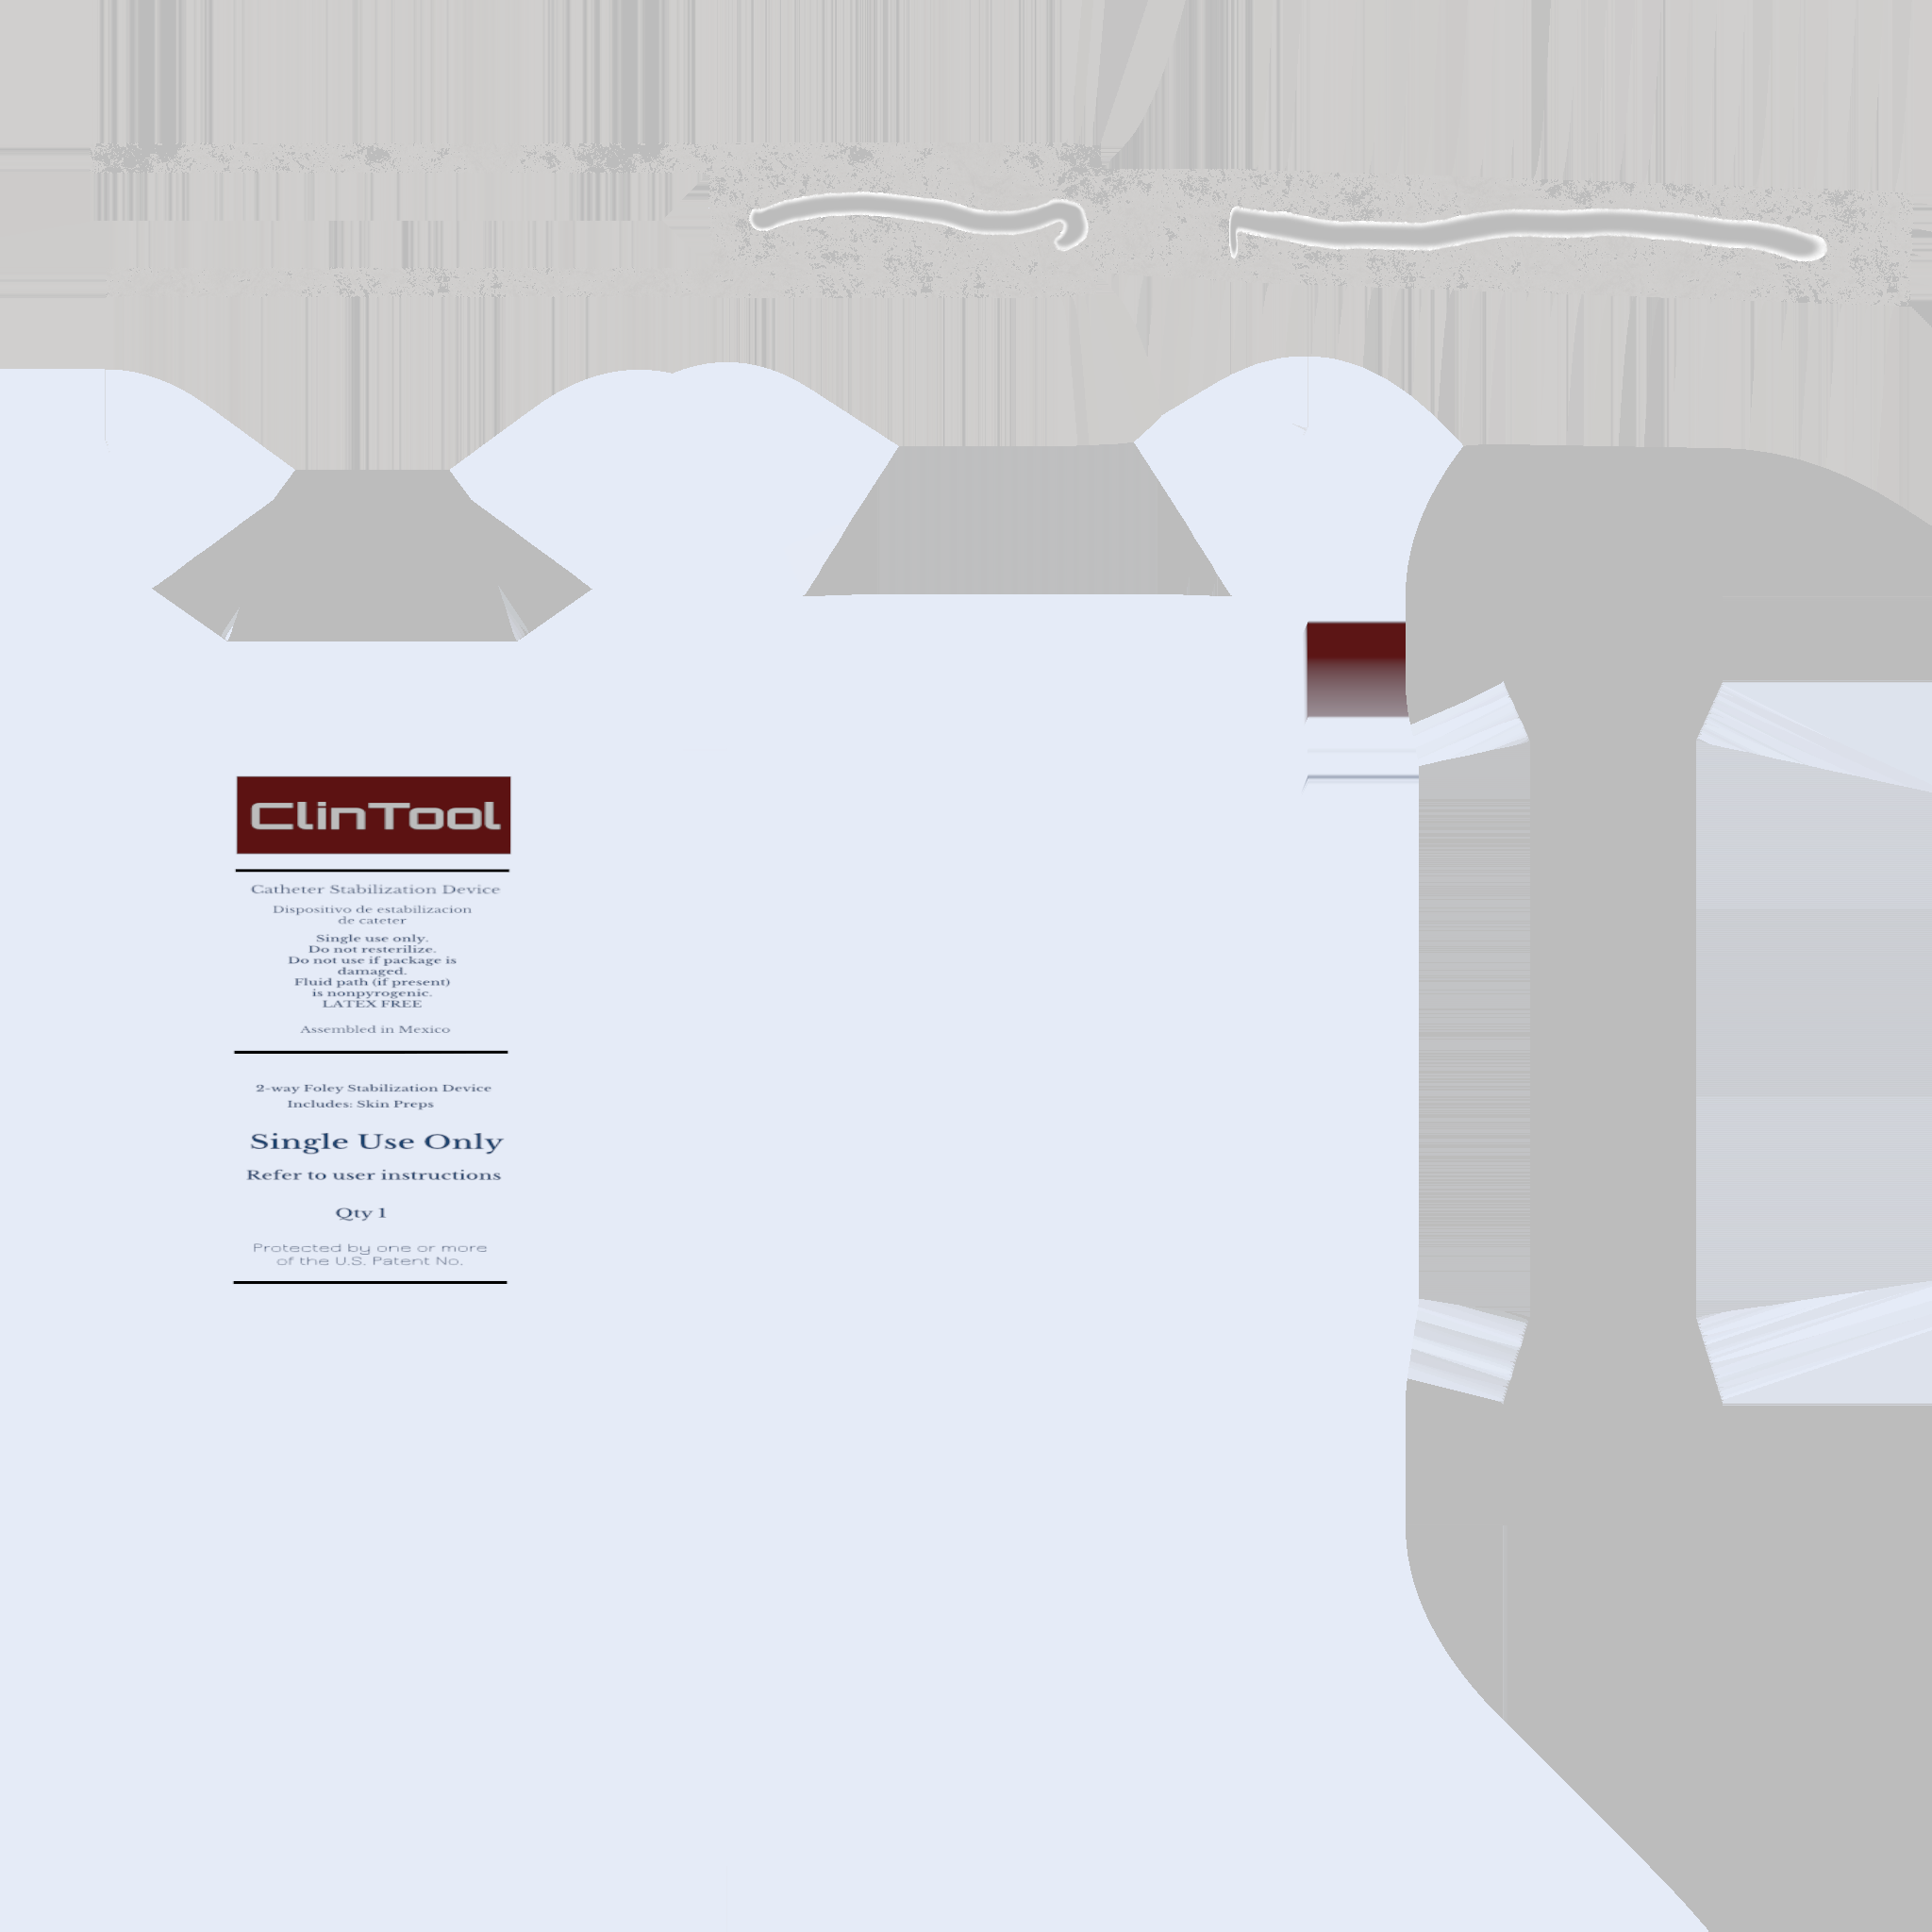 ClinTool
Catheter Stabilization Device
Dispositivo de estabilizacion
de cateter
Single use only.
Do not resterilize.
Do not use if package is
damaged.
Fluid path (if present)
is nonpyrogenic.
LATEX FREE
Assembled in Mexico
2-way Foley Stabilization Device
Includes: Skin Preps
Single Use Only
Refer to user instructions
Qty 1
Protected by one or more
of the U.S. Patent No.